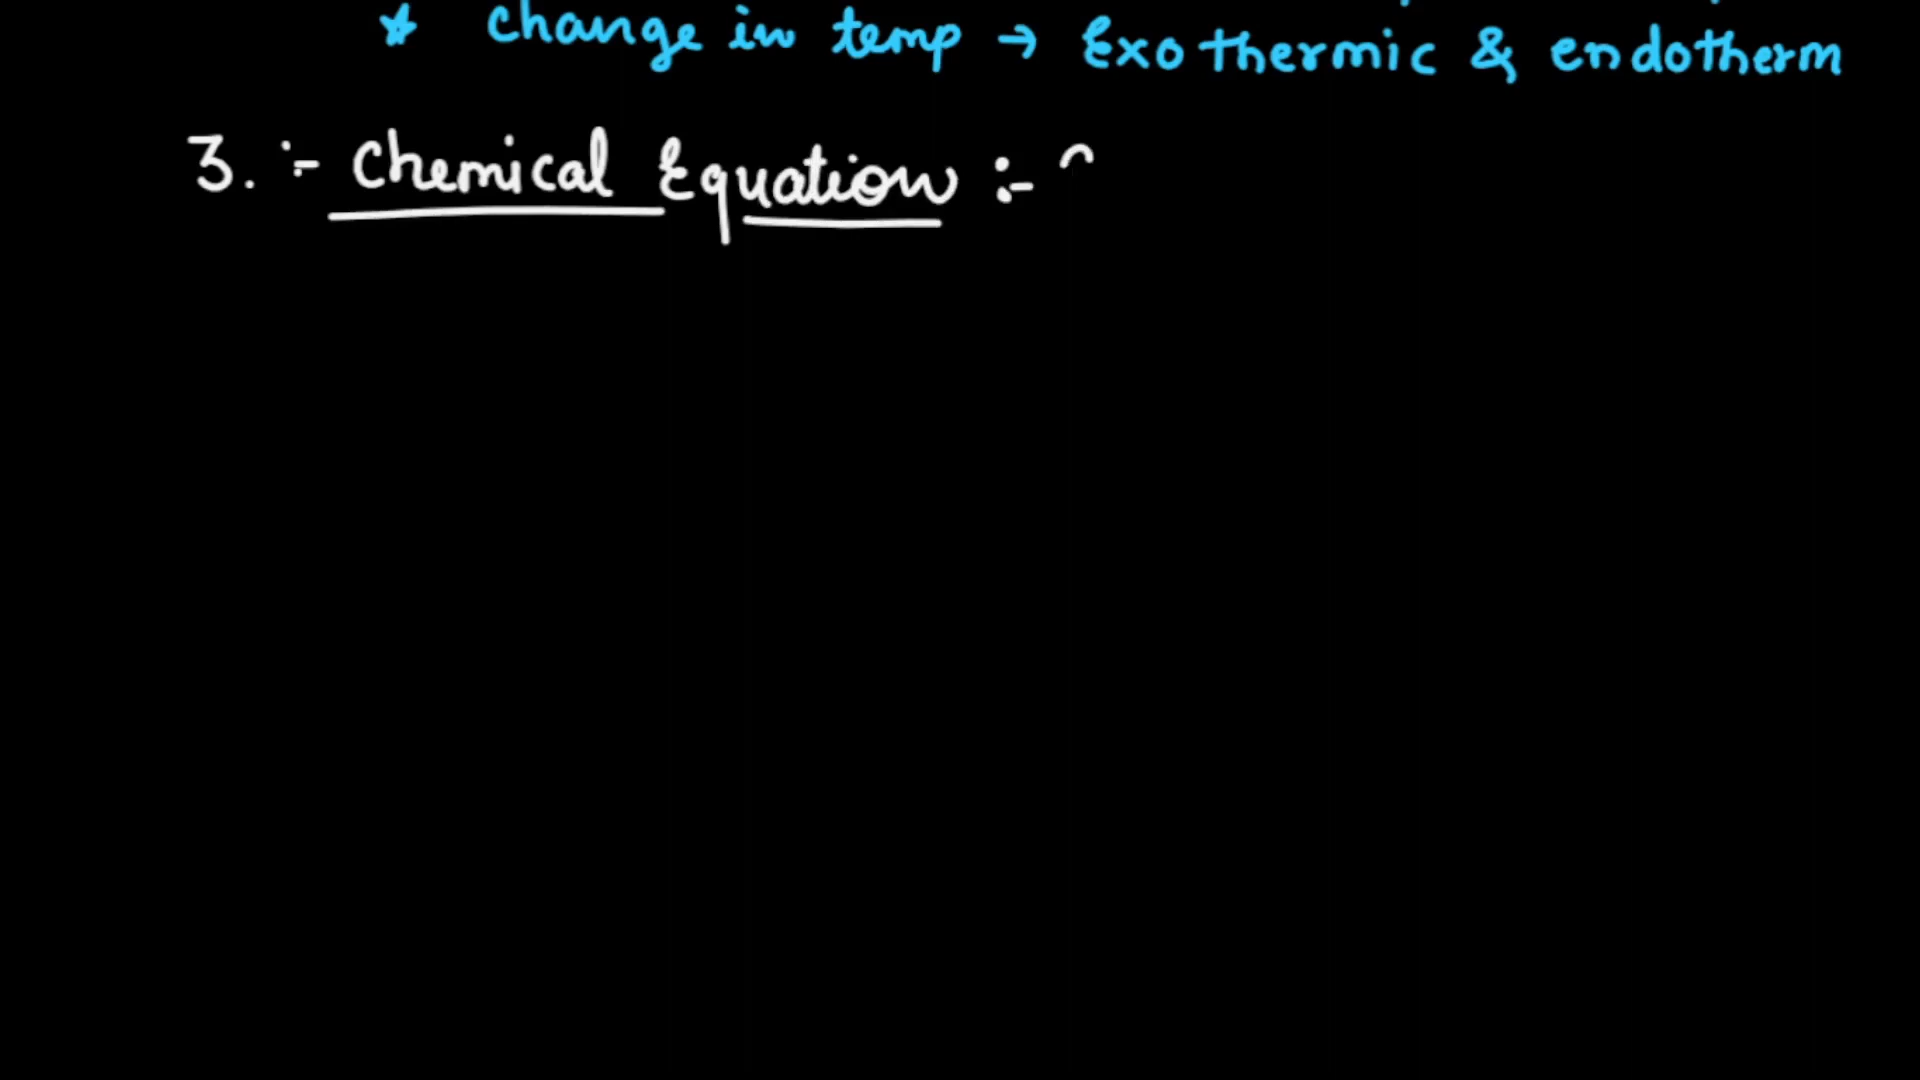 * change in temp → Exothermic & endotherm
3. :- Chemical Equation :-